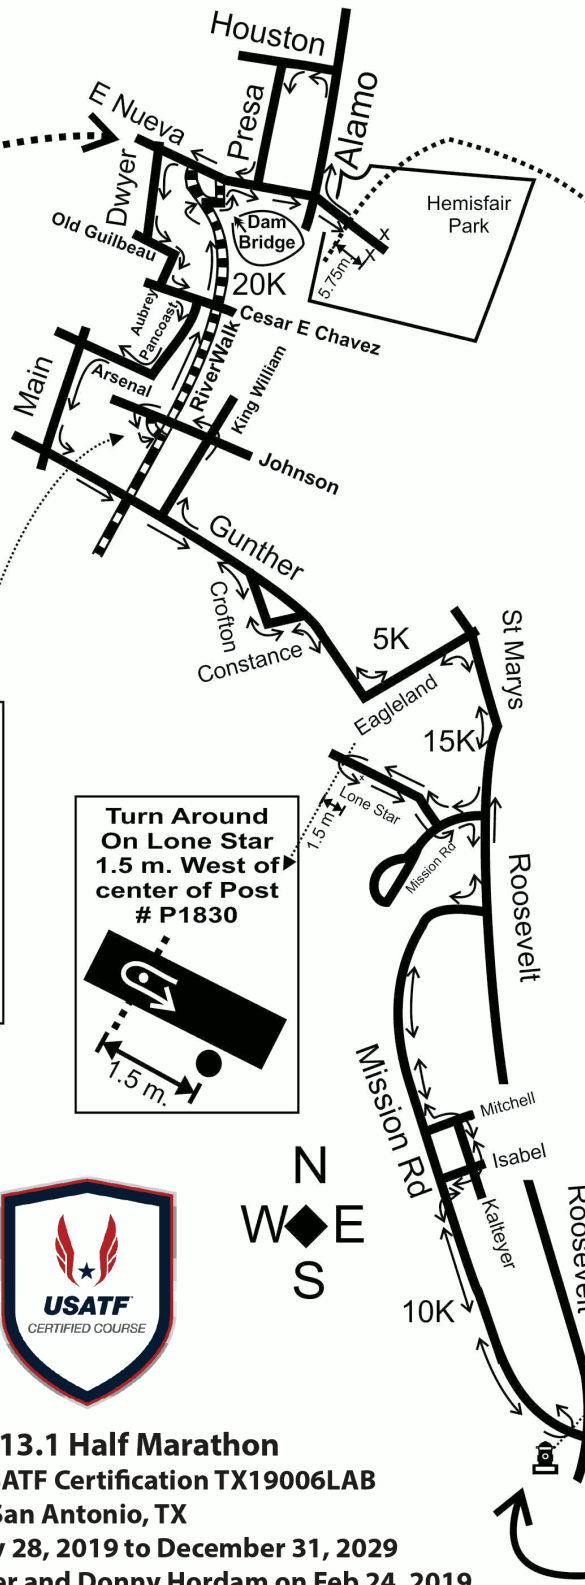 Houston
Presa
Alamo
E Nueva
Dwyer
Hemisfair
Park
Old Guilbeau
Dam
Bridge
5.75m
20K
Aubrey
Pancoast
Cesar E Chavez
RiverWalk
Main
Arsenal
King William
Johnson
Gunther
Crofton
Constance
St Marys
5K
Eagleland
15K
Lone Star
1.5 m
Mission Rd
Roosevelt
Turn Around
On Lone Star
1.5 m. West of
center of Post
# P1830
1.5 m.
Mission Rd
Mitchell
Isabel
Kalteyer
N
W E
S
Roosevelt
10K
USATF
CERTIFIED COURSE
13.1 Half Marathon
ATF Certification TX19006LAB
San Antonio, TX
y 28, 2019 to December 31, 2029
er and Donny Hordam on Feb 24, 2019